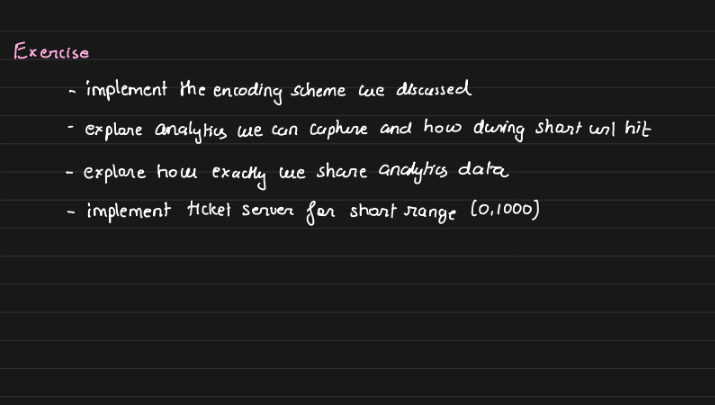 Exercise
- implement the encoding scheme we discussed
- explore analytics we can capture and how during short url hit
- explore how exactly we share analytics data
- implement ticket server for short range [0,1000]